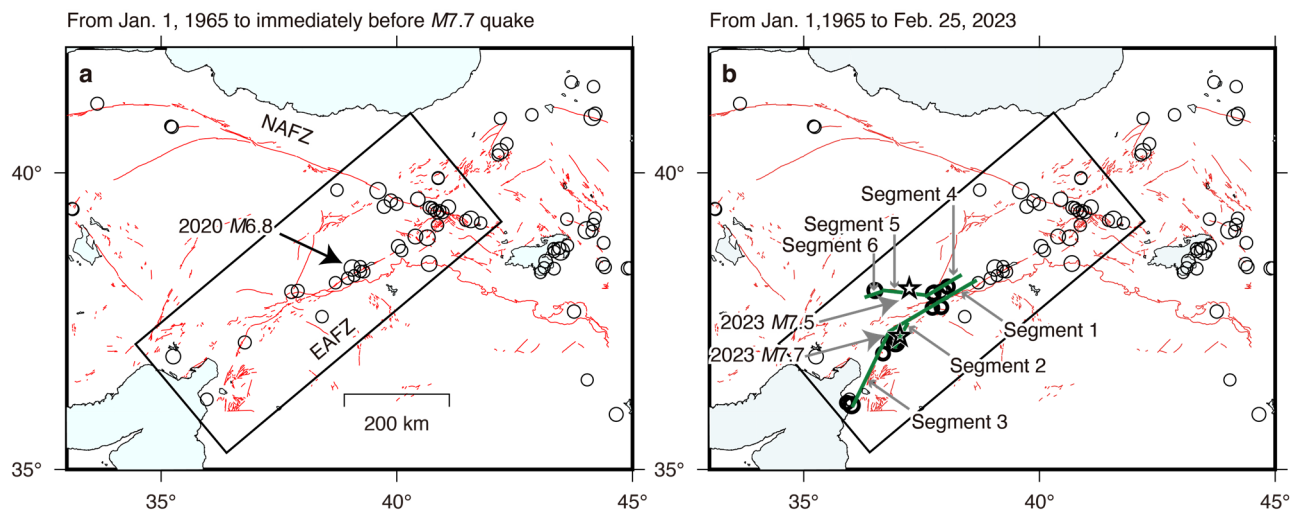 From Jan. 1, 1965 to immediately before M7.7 quake
a
NAFZ
2020 M6.8
EAFZ
200 km
40°
35°
35°
40°
45°
From Jan. 1,1965 to Feb. 25, 2023
b
Segment 4
Segment 5
Segment 6
2023 M7.5
2023 M7.7
Segment 1
Segment 2
Segment 3
40°
35°
35°
40°
45°